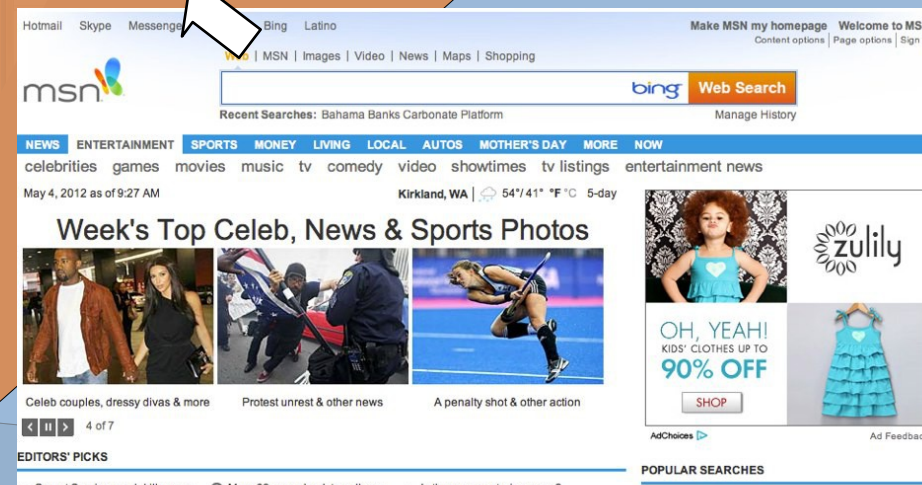 Hotmail Skype Bing Latino Make MSN my homepage Welcome to
Content options | Page options | Sign
MSN | Images | Video | News | Maps | Shopping
msn bing Web Search
Recent Searches: Bahama Banks Carbonate Platform Manage History
NEWS ENTERTAINMENT SPORTS MONEY LIVING LOCAL AUTOS MOTHER'S DAY MORE NOW
celebrities games movies music tv comedy video showtimes tv listings entertainment news
May 4, 2012 as of 9:27 AM Kirkland, WA | 54°/41° °F °C 5-day
Week's Top Celeb, News & Sports Photos
Celeb couples, dressy divas & more Protest unrest & other news A penalty shot & other action
4 of 7
EDITORS' PICKS
zulily
OH, YEAH!
KIDS' CLOTHES UP TO
90% OFF
SHOP
AdChoices Ad
POPULAR SEARCHES